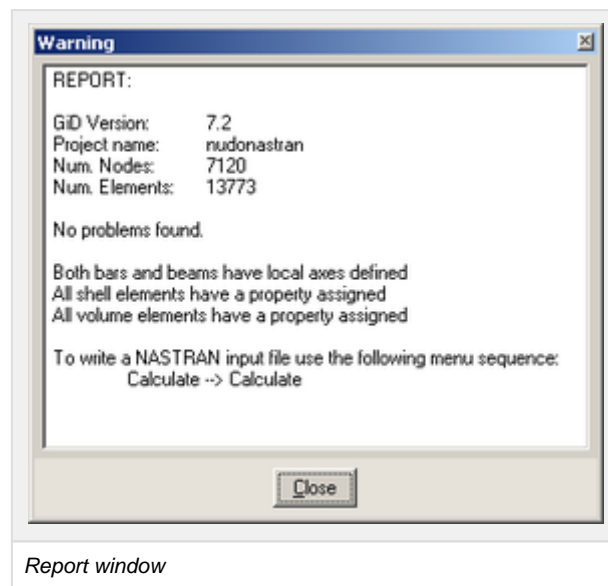 Warning
REPORT:
GiD Version: 7.2
Project name: nudonastran
Num. Nodes: 7120
Num. Elements: 13773
No problems found.
Both bars and beams have local axes defined
All shell elements have a property assigned
All volume elements have a property assigned
To write a NASTRAN input file use the following menu sequence:
Calculate --> Calculate
Close
Report window